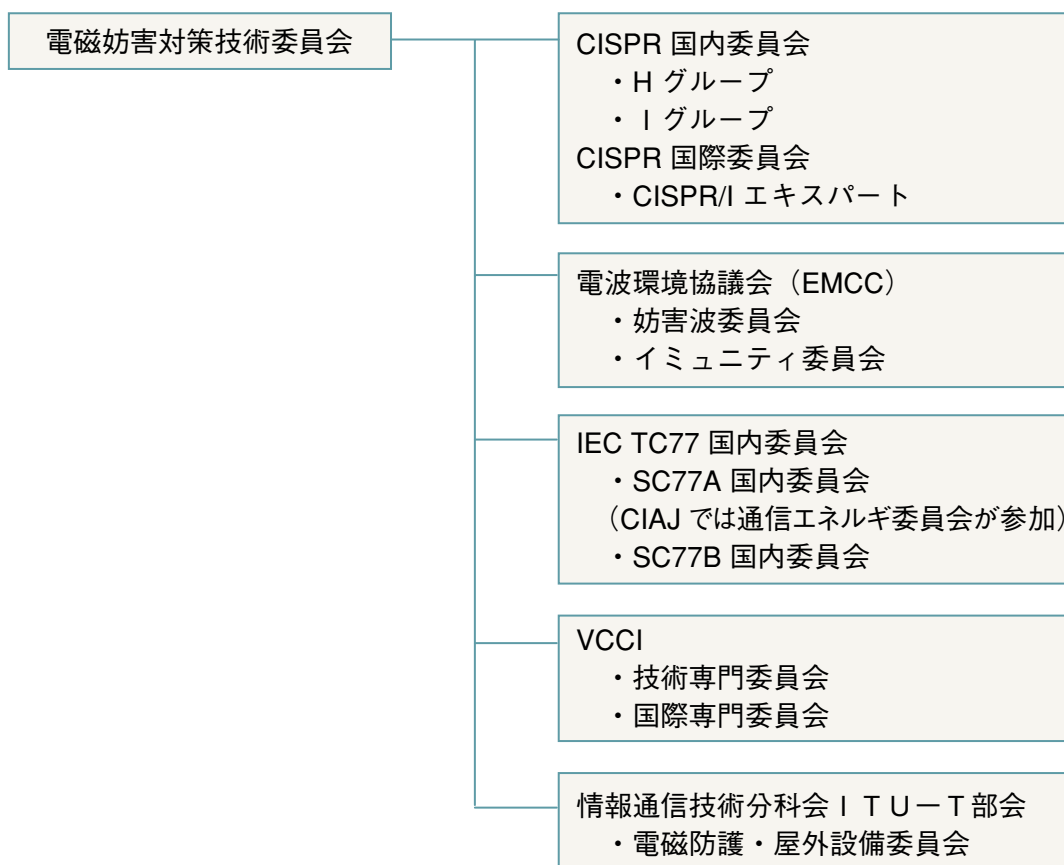 電磁妨害対策技術委員会
CISPR 国内委員会
・H グループ
・I グループ
CISPR 国際委員会
・CISPR/I エキスパート
電波環境協議会（EMCC）
・妨害波委員会
・イミュニティ委員会
IEC TC77 国内委員会
・SC77A 国内委員会
（CIAJ では通信エネルギ委員会が参加）
・SC77B 国内委員会
VCCI
・技術専門委員会
・国際専門委員会
情報通信技術分科会ＩＴＵ－Ｔ部会
・電磁防護・屋外設備委員会